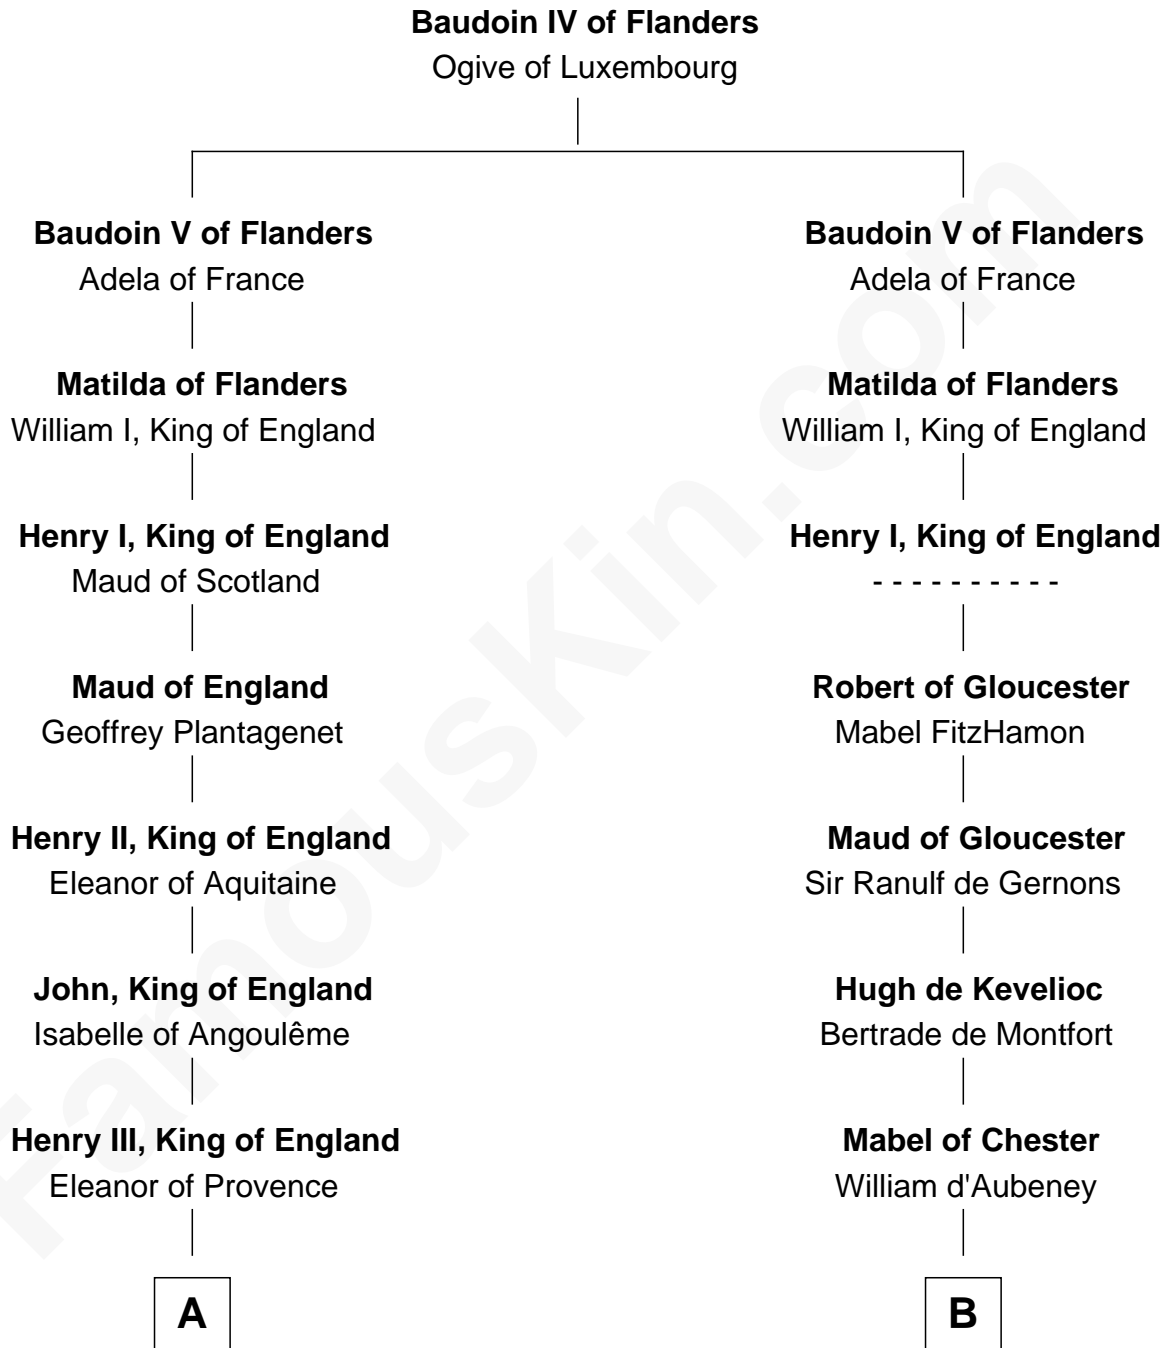 Baudoin IV of Flanders
Ogive of Luxembourg
Baudoin V of Flanders
Adela of France
Matilda of Flanders
William I, King of England
Henry I, King of England
Maud of Scotland
Maud of England
Geoffrey Plantagenet
Henry II, King of England
Eleanor of Aquitaine
John, King of England
Isabelle of Angoulême
Henry III, King of England
Eleanor of Provence
A
Baudoin V of Flanders
Adela of France
Matilda of Flanders
William I, King of England
Henry I, King of England
- - - - - - - - - -
Robert of Gloucester
Mabel FitzHamon
Maud of Gloucester
Sir Ranulf de Gernons
Hugh de Kevelioc
Bertrade de Montfort
Mabel of Chester
William d'Aubeney
B
FamousKin.com